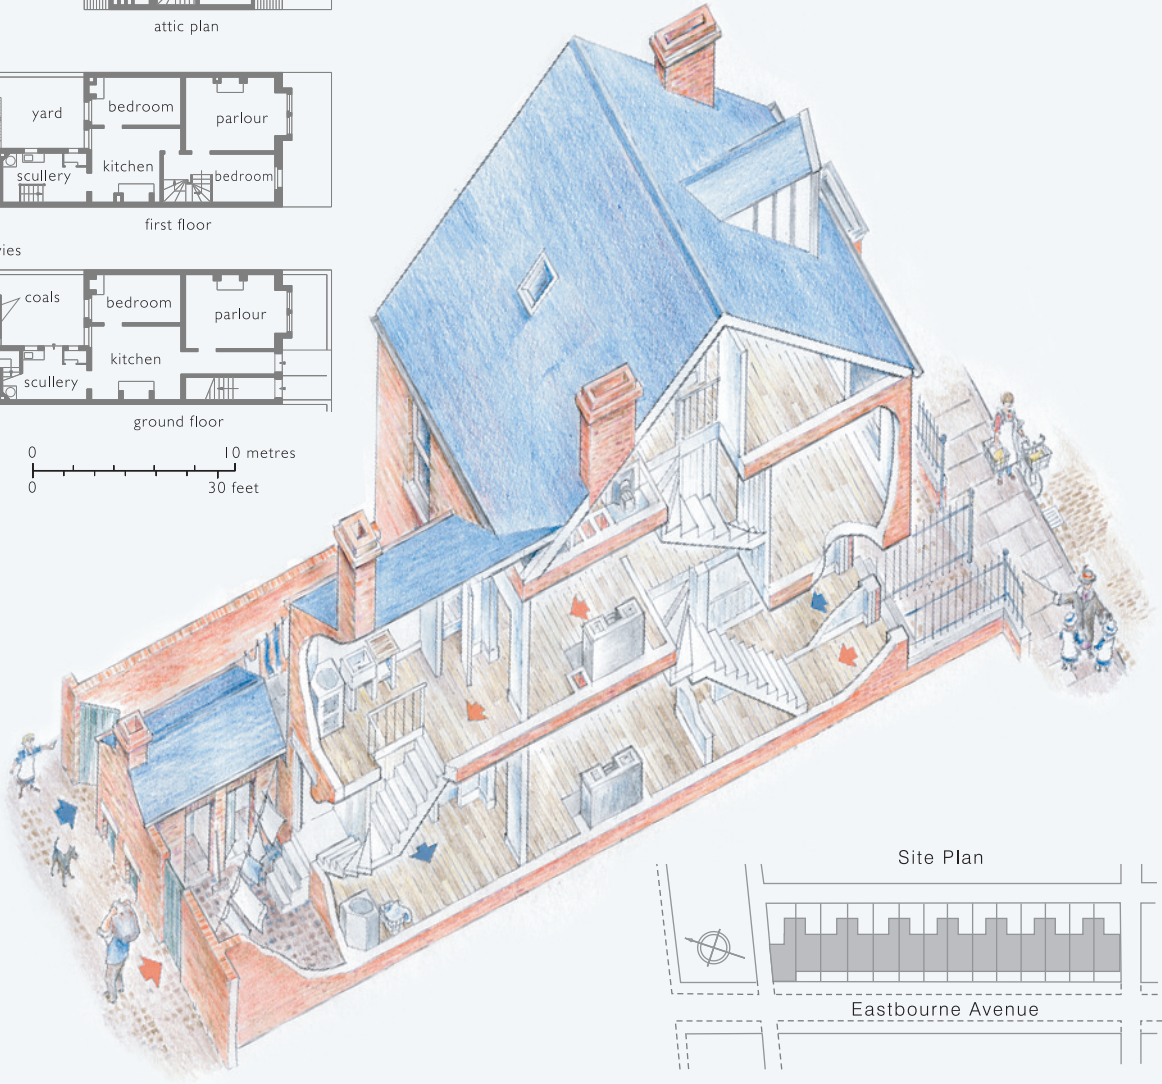 attic plan
yard
bedroom
parlour
scullery
kitchen
bedroom
first floor
coals
bedroom
parlour
kitchen
scullery
ground floor
0 10 metres
0 30 feet
Site Plan
Eastbourne Avenue